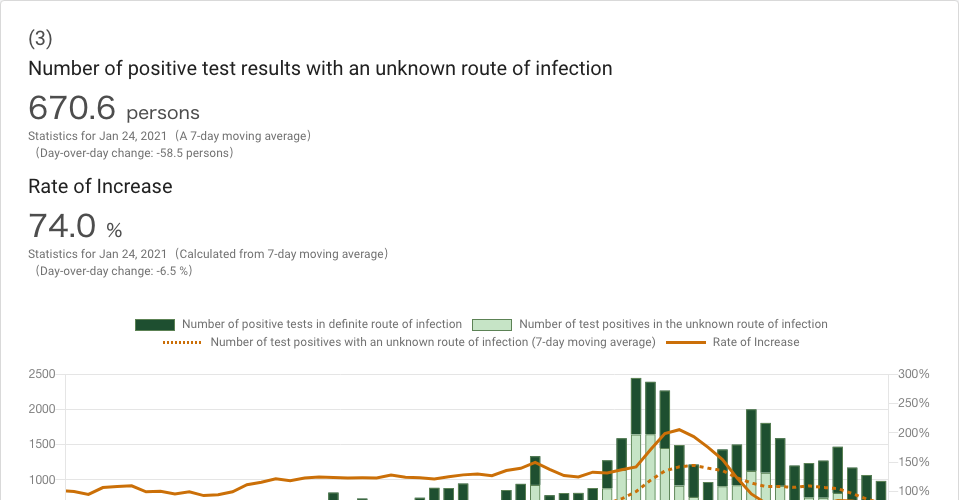 (3)
Number of positive test results with an unknown route of infection
670.6 persons
Statistics for Jan 24, 2021（A 7-day moving average）
（Day-over-day change: -58.5 persons）
Rate of Increase
74.0 %
Statistics for Jan 24, 2021（Calculated from 7-day moving average）
（Day-over-day change: -6.5 %）
Number of positive tests in definite route of infection Number of test positives in the unknown route of infection
Number of test positives with an unknown route of infection (7-day moving average) Rate of Increase
2500 300%
250%
2000
200%
1500
150%
1000
100%